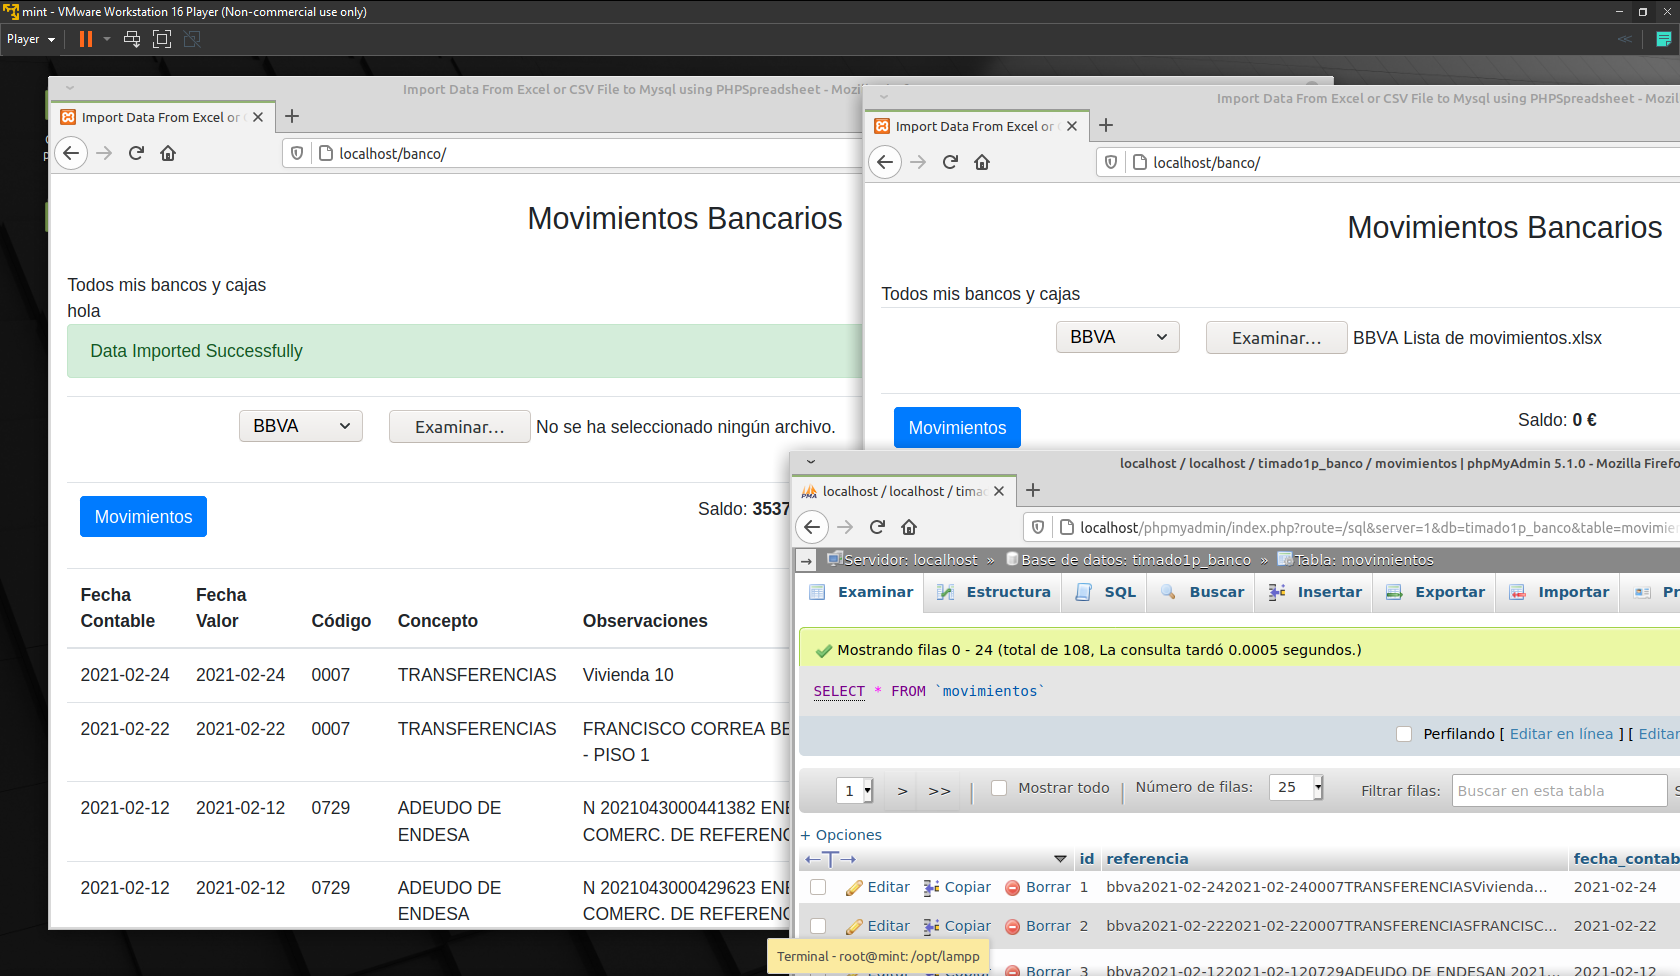 mint - VMware Workstation 16 Player (Non-commercial use only)
Player
Import Data From Excel or CSV File to Mysql using PHPSpreadsheet -
Import Data From Excel or
localhost/banco/
Movimientos Bancarios
Todos mis bancos y cajas
hola
Data Imported Successfully
BBVA
Examinar...
No se ha seleccionado ningún archivo.
Movimientos
Saldo: 3537
Fecha Contable Fecha Valor Código Concepto Observaciones
2021-02-24 2021-02-24 0007 TRANSFERENCIAS Vivienda 10
2021-02-22 2021-02-22 0007 TRANSFERENCIAS FRANCISCO CORREA BE
- PISO 1
2021-02-12 2021-02-12 0729 ADEUDO DE ENDESA N 2021043000441382 ENE
COMERC. DE REFERENC
2021-02-12 2021-02-12 0729 ADEUDO DE ENDESA N 2021043000429623 ENE
COMERC. DE REFERENC
Import Data From Excel or CSV File to Mysql using PHPSpreadsheet - Mozil
Import Data From Excel or
localhost/banco/
Movimientos Bancarios
Todos mis bancos y cajas
BBVA
Examinar...
BBVA Lista de movimientos.xlsx
Movimientos
Saldo: 0 €
localhost / localhost / timado1p_banco / movimientos | phpMyAdmin 5.1.0 - Mozilla Firefo
PMA
localhost / localhost / tima
localhost/phpmyadmin/index.php?route=/sql&server=1&db=timado1p_banco&table=movimie
Servidor: localhost » Base de datos: timado1p_banco » Tabla: movimientos
Examinar Estructura SQL Buscar Insertar Exportar Importar Pr
Mostrando filas 0 - 24 (total de 108, La consulta tardó 0.0005 segundos.)
SELECT * FROM `movimientos`
Perfilando [ Editar en línea ] [ Editar
1 > >> | Mostrar todo | Número de filas: 25 Filtrar filas: Buscar en esta tabla S
+ Opciones
←T→ id referencia fecha_contab
Editar Copiar Borrar 1 bbva2021-02-242021-02-240007TRANSFERENCIASVivienda... 2021-02-24
Editar Copiar Borrar 2 bbva2021-02-222021-02-220007TRANSFERENCIASFRANCISC... 2021-02-22
Borrar 3 bbva2021-02-122021-02-120729ADEUDO DE ENDESAN 2021... 2021-02-12
Terminal - root@mint: /opt/lampp